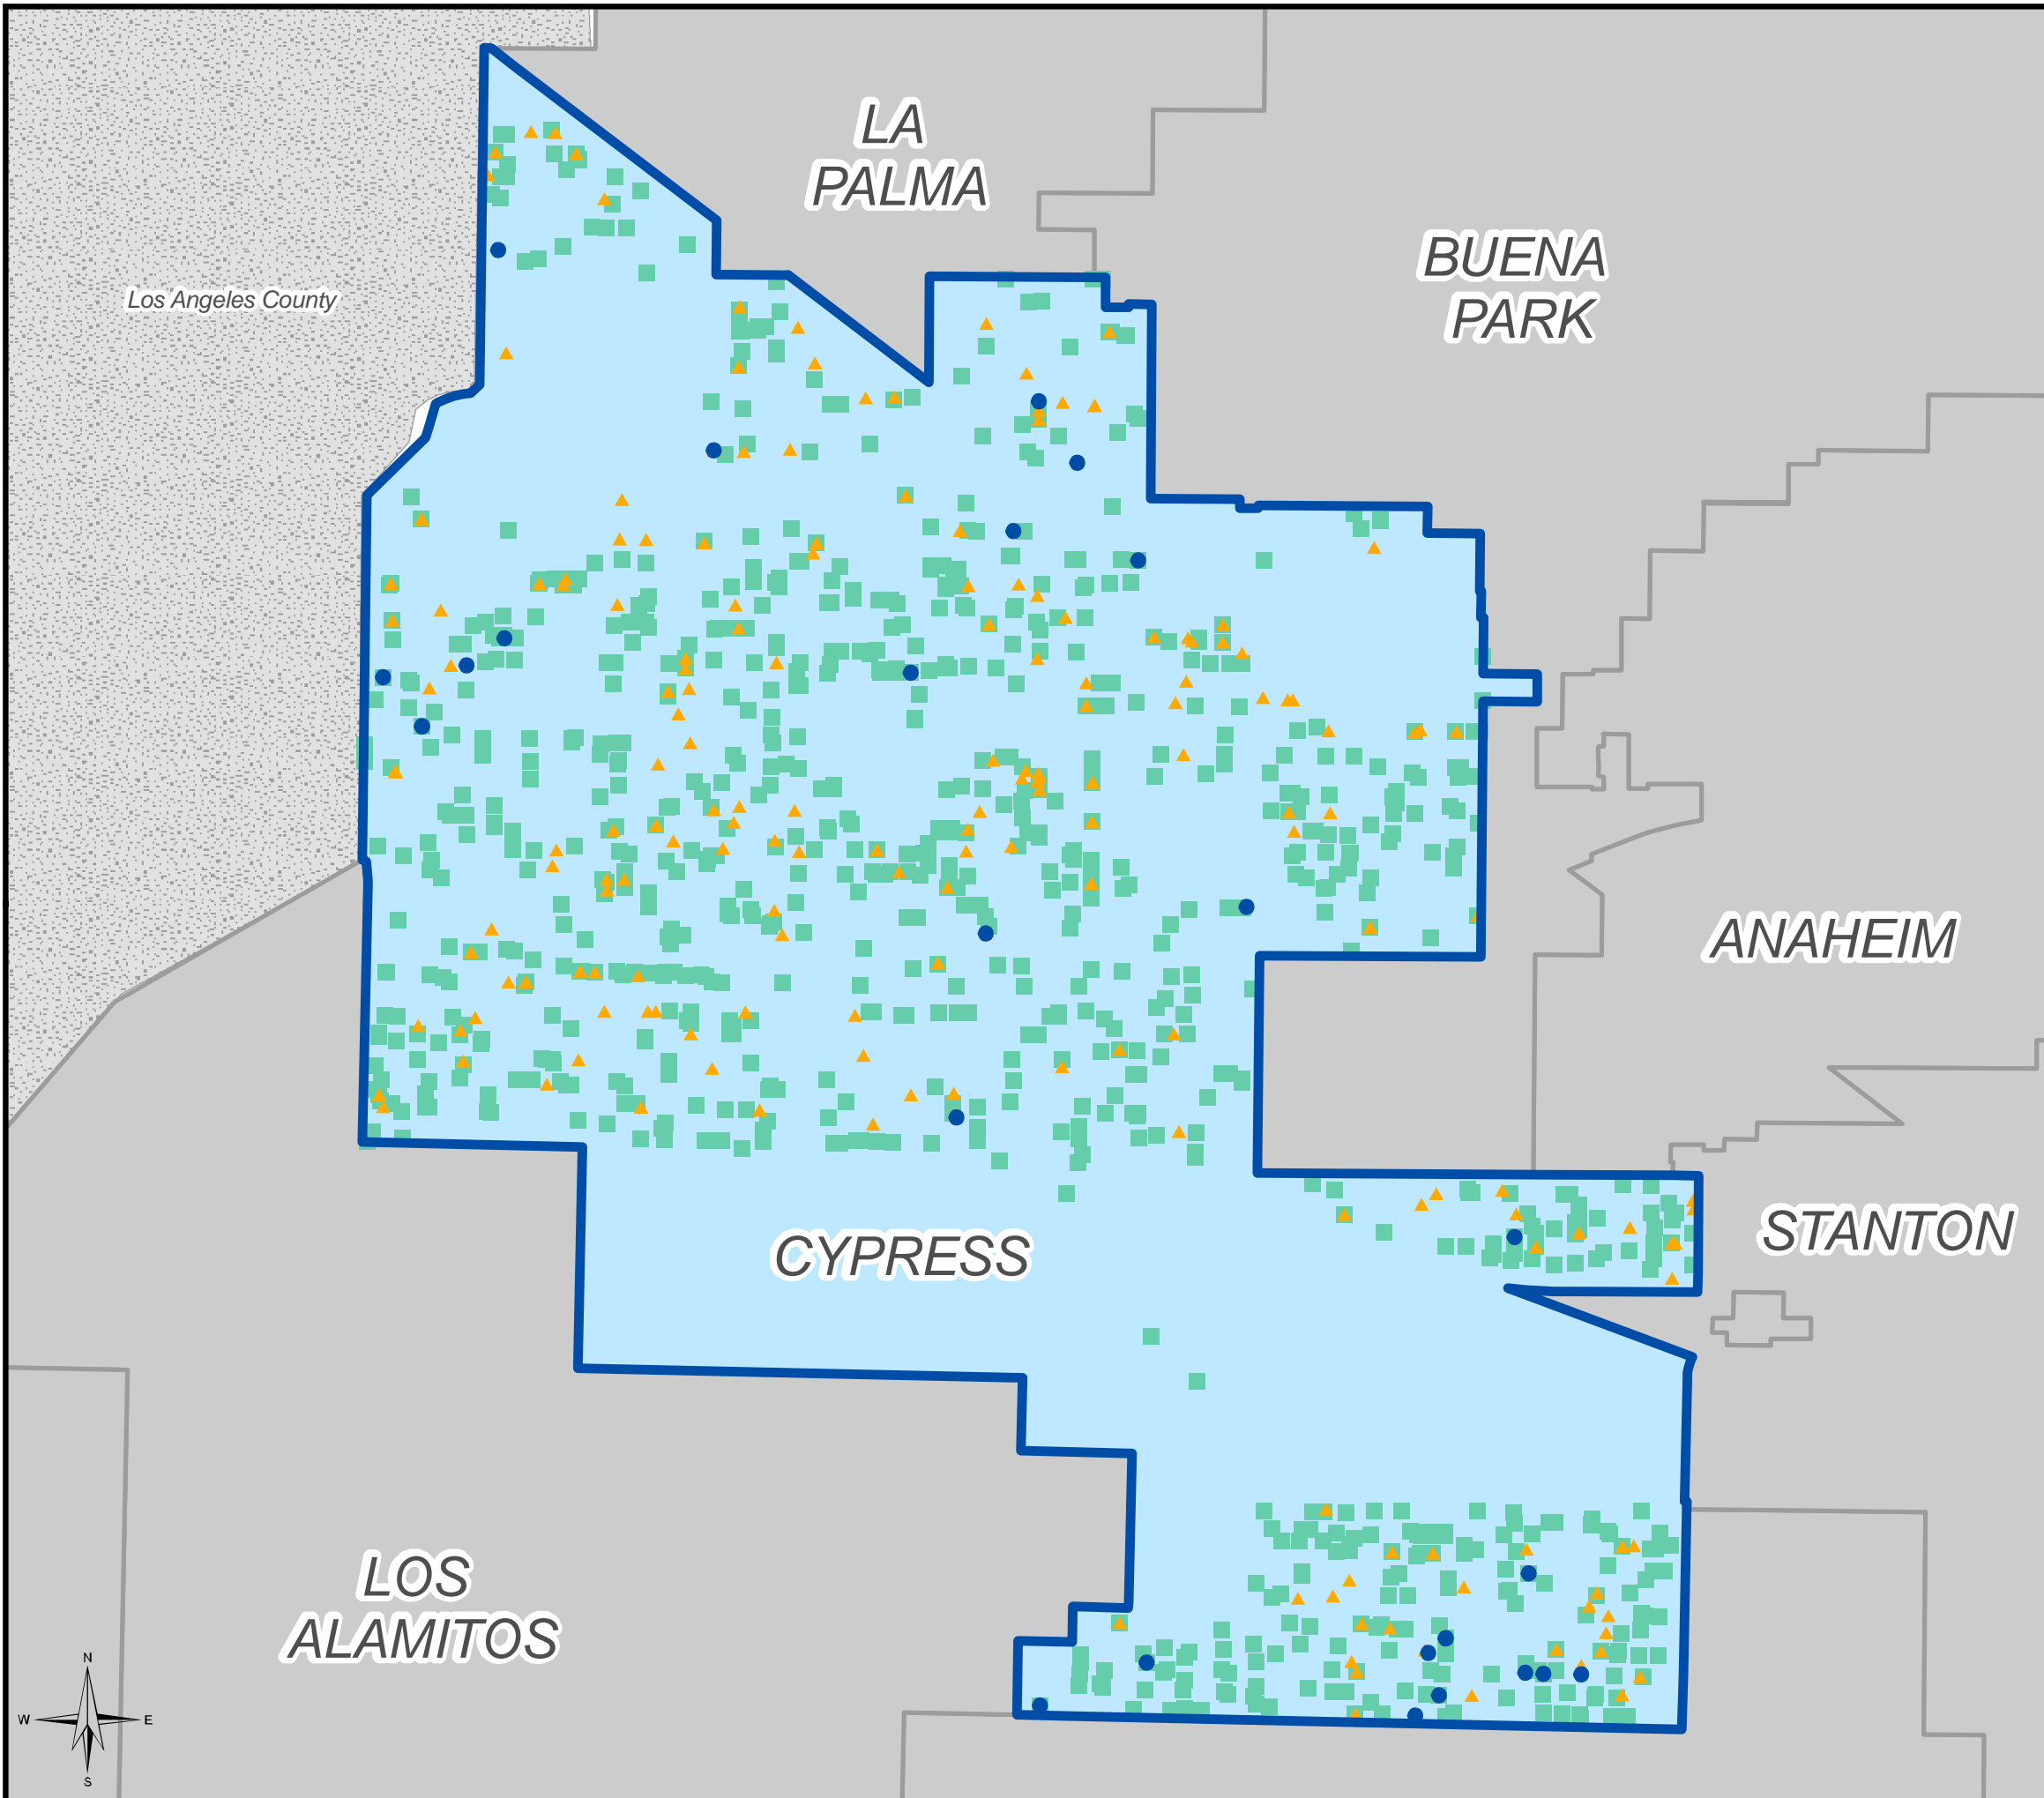 LA
PALMA
BUENA
PARK
Los Angeles County
ANAHEIM
STANTON
CYPRESS
LOS
ALAMITOS
N
W
E
S